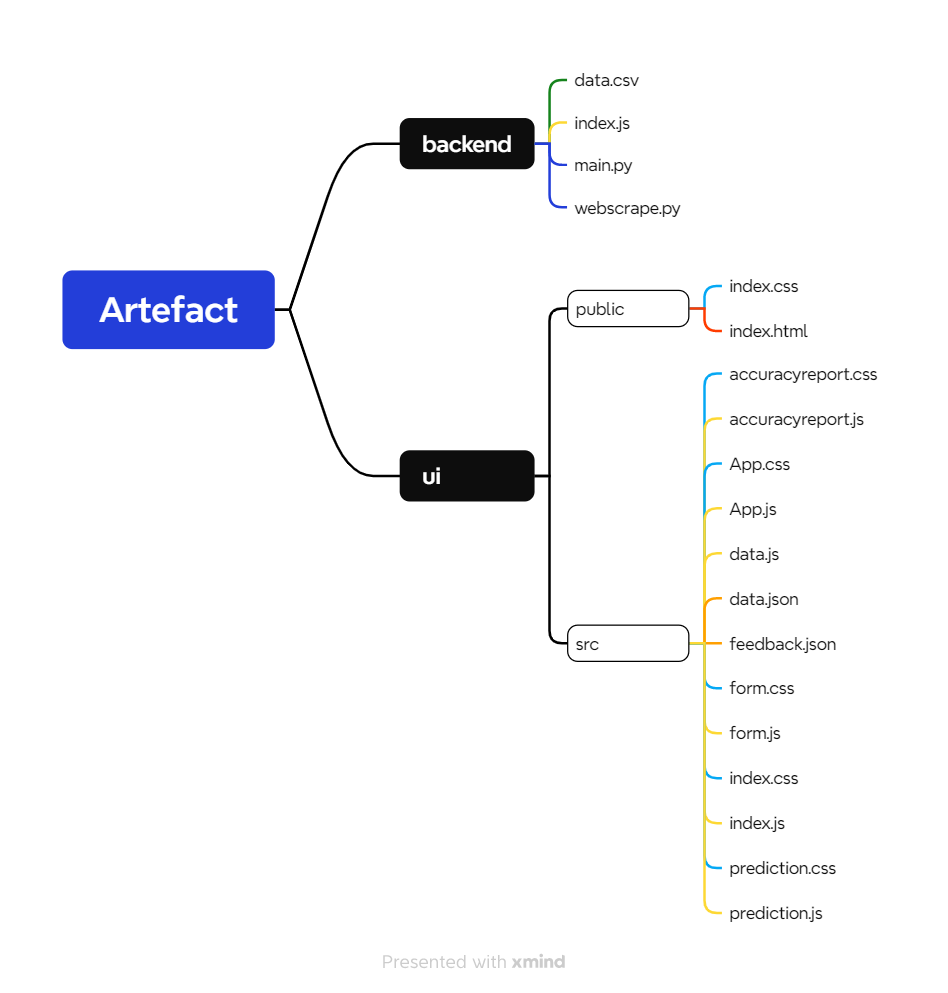 Artefact
backend
data.csv
index.js
main.py
webscrape.py
ui
public
index.css
index.html
src
accuracyreport.css
accuracyreport.js
App.css
App.js
data.js
data.json
feedback.json
form.css
form.js
index.css
index.js
prediction.css
prediction.js
Presented with xmind